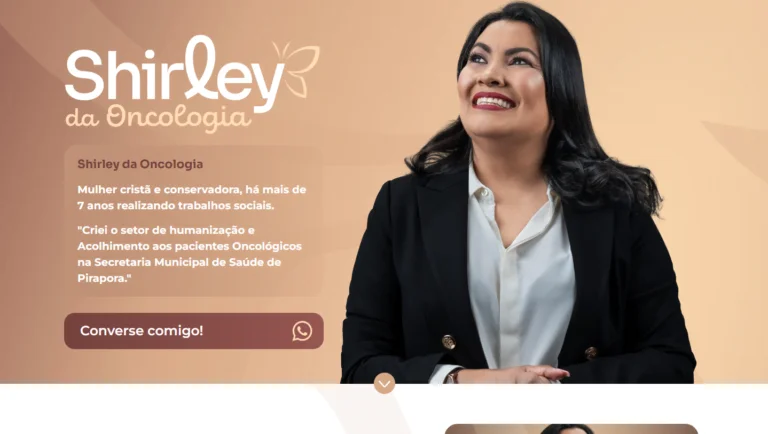 Shirley
da Oncologia
Shirley da Oncologia
Mulher cristã e conservadora, há mais de
7 anos realizando trabalhos sociais.
"Criei o setor de humanização e
Acolhimento aos pacientes Oncológicos
na Secretaria Municipal de Saúde de
Pirapora."
Converse comigo!